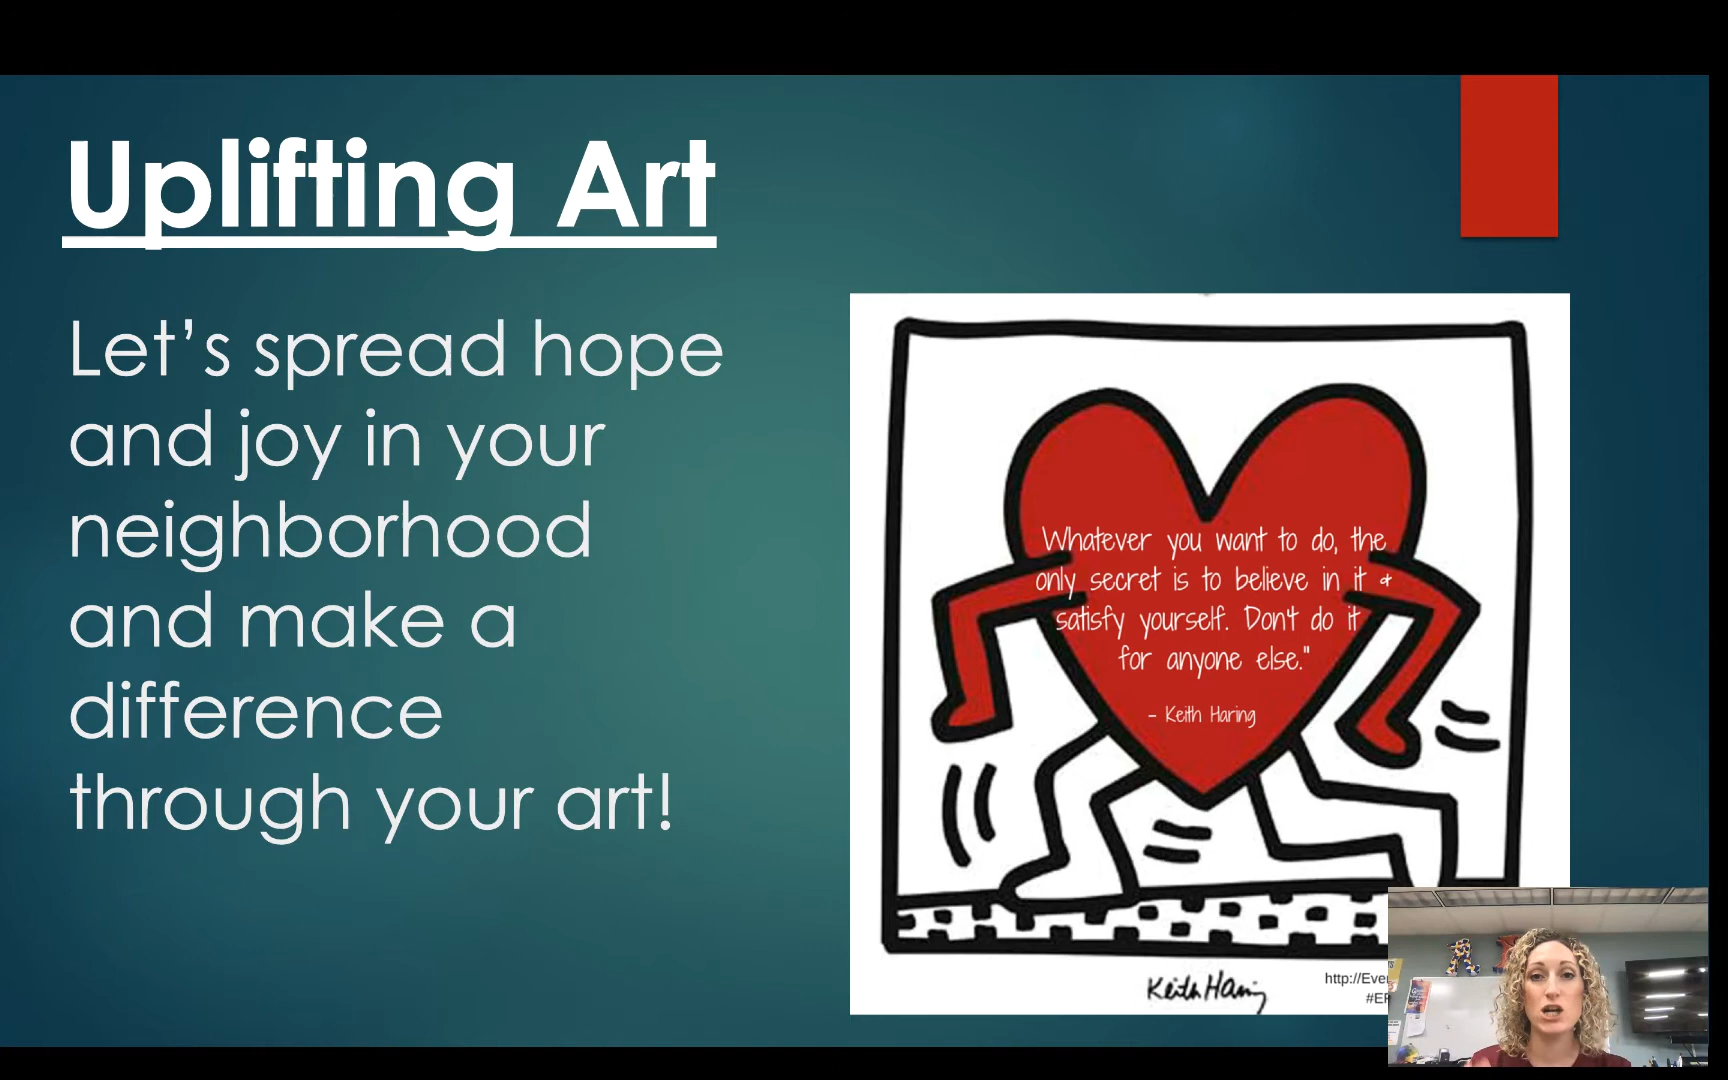 Uplifting Art
Let’s spread hope
and joy in your
neighborhood
and make a
difference
through your art!
Whatever you want to do, the
only secret is to believe in it &
satisfy yourself. Don't do it
for anyone else."
- Keith Haring
Keith Haring
http://Eve
#E